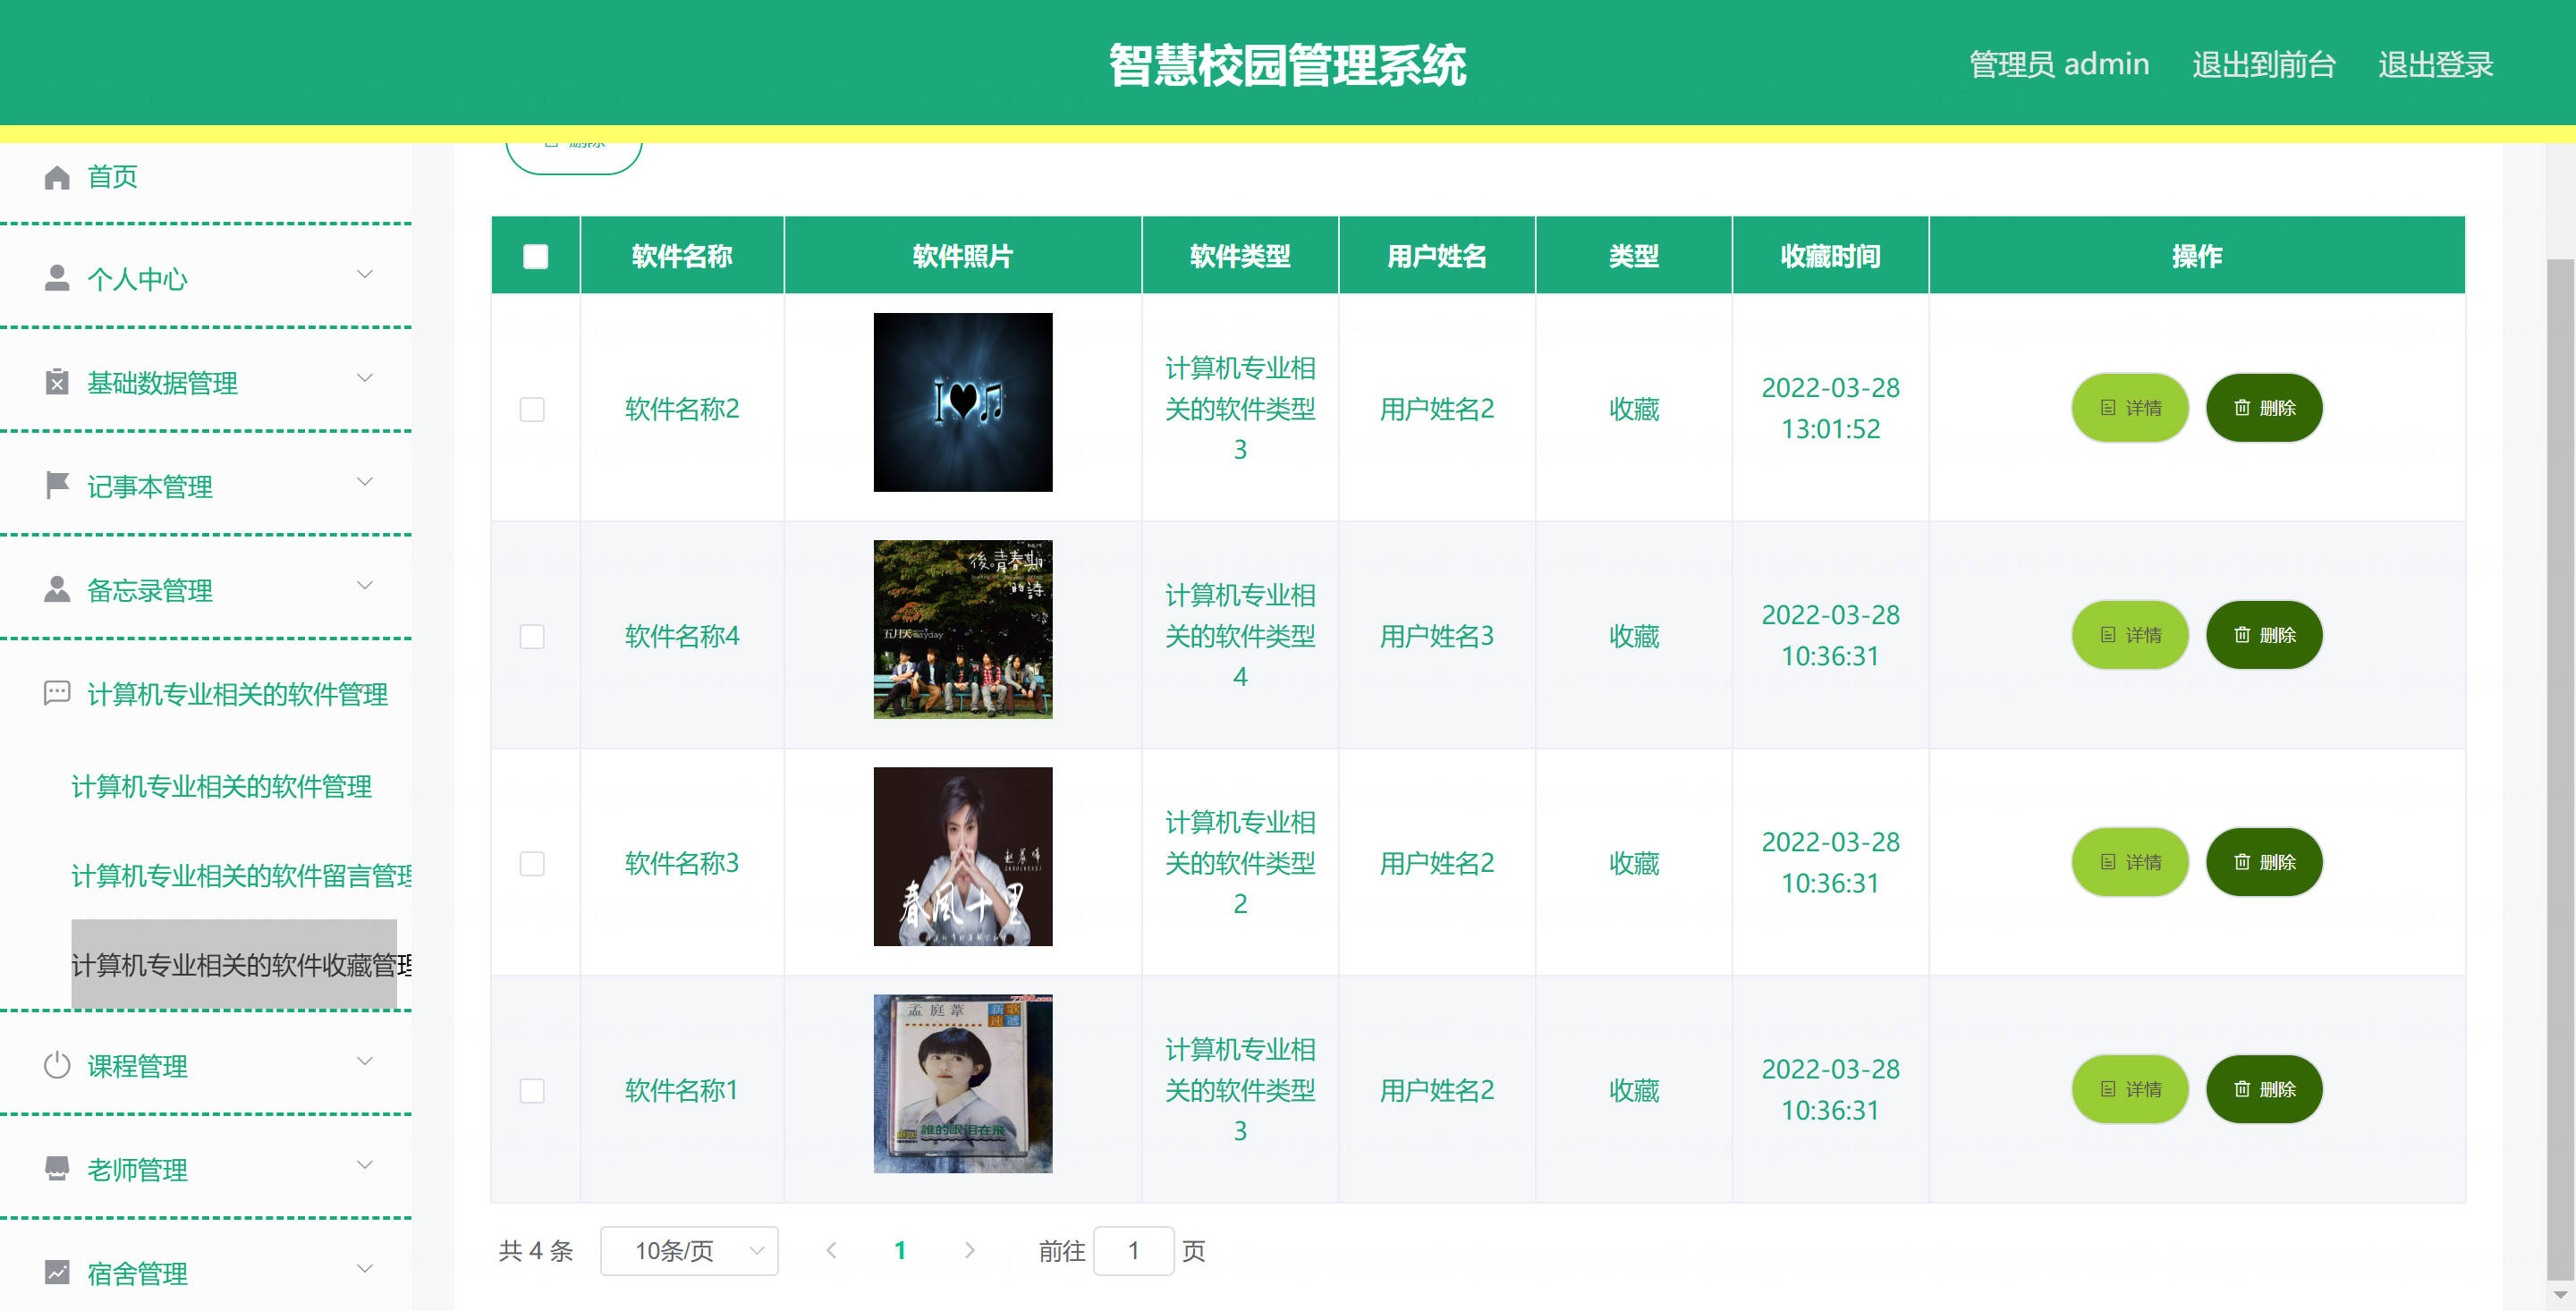 智慧校园管理系统
管理员 admin
退出到前台
退出登录
首页
个人中心
基础数据管理
记事本管理
备忘录管理
计算机专业相关的软件管理
计算机专业相关的软件管理
计算机专业相关的软件留言管理
计算机专业相关的软件收藏管理
课程管理
老师管理
宿舍管理
删除
软件名称 软件照片 软件类型 用户姓名 类型 收藏时间 操作
软件名称2
I
计算机专业相
关的软件类型
3
用户姓名2
收藏
2022-03-28
13:01:52
详情
删除
软件名称4
後。青春期
的詩
五月天 mayday
计算机专业相
关的软件类型
4
用户姓名3
收藏
2022-03-28
10:36:31
详情
删除
软件名称3
春風十里
计算机专业相
关的软件类型
2
用户姓名2
收藏
2022-03-28
10:36:31
详情
删除
软件名称1
孟庭葦
誰的眼淚在飛
计算机专业相
关的软件类型
3
用户姓名2
收藏
2022-03-28
10:36:31
详情
删除
共 4 条
10条/页
1
前往 1 页